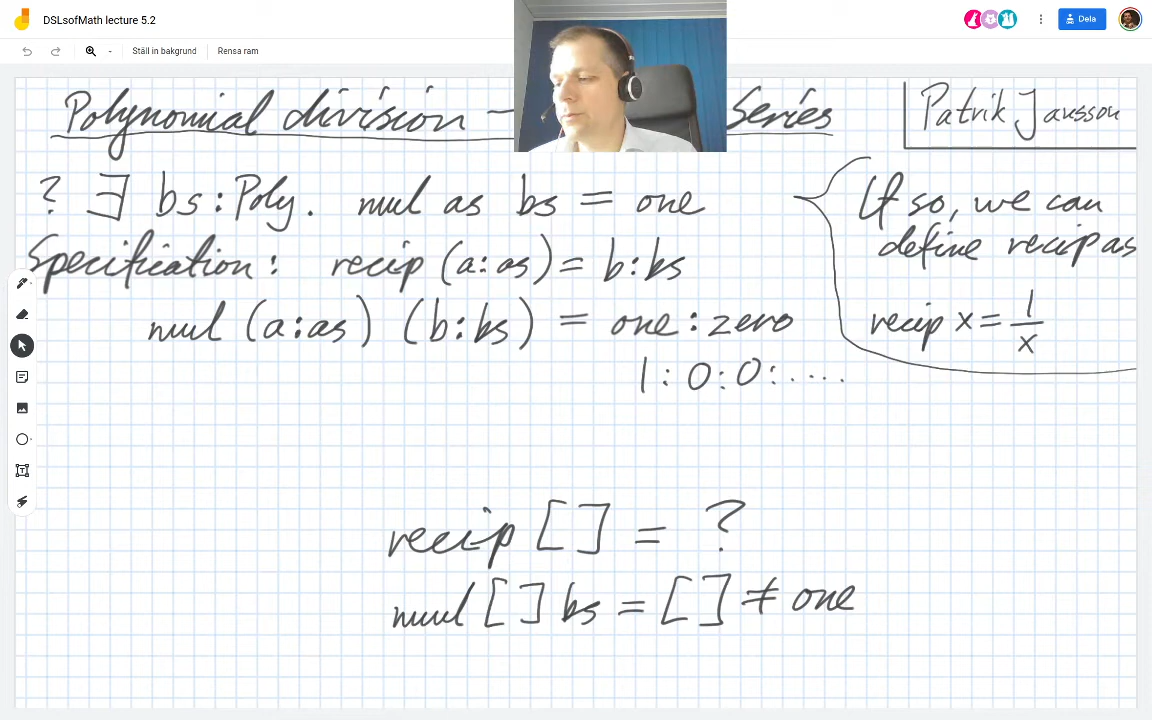 DSLsofMath lecture 5.2
Dela
Ställ in bakgrund
Rensa ram
Polynomial division – Series
Patrik Jansson
? ∃ bs : Poly. mul as bs = one
If so, we can
define recip as
Specification: recip (a:as) = b:bs
mul (a:as) (b:bs) = one : zero
recip x = 1/x
1 : 0 : 0 : ....
recip [] = ?
mul [] bs = [] ≠ one